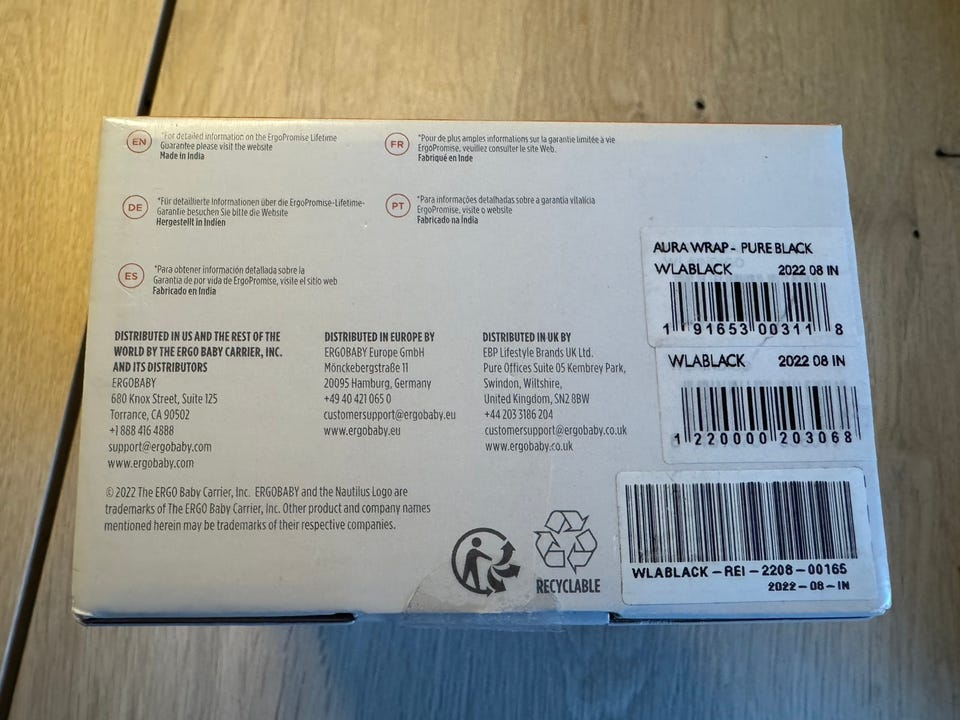 EN
*For detailed information on the ErgoPromise Lifetime
Guarantee please visit the website
Made in India
FR
*Pour de plus amples informations sur la garantie limitée à vie
ErgoPromise, veuillez consulter le site Web.
Fabriqué en Inde
DE
*Für detaillierte Informationen über die ErgoPromise-Lifetime-
Garantie besuchen Sie bitte die Website
Hergestellt in Indien
PT
*Para informações detalhadas sobre a garantia vitalícia
ErgoPromise, visite o website
Fabricado na Índia
ES
*Para obtener información detallada sobre la
Garantía de por vida de ErgoPromise, visite el sitio web
Fabricado en India
DISTRIBUTED IN US AND THE REST OF THE
WORLD BY THE ERGO BABY CARRIER, INC.
AND ITS DISTRIBUTORS
ERGOBABY
680 Knox Street, Suite 125
Torrance, CA 90502
+1 888 416 4888
support@ergobaby.com
www.ergobaby.com
DISTRIBUTED IN EUROPE BY
ERGOBABY Europe GmbH
Mönckebergstraße 11
20095 Hamburg, Germany
+49 40 421 065 0
customersupport@ergobaby.eu
www.ergobaby.eu
DISTRIBUTED IN UK BY
EBP Lifestyle Brands UK Ltd.
Pure Offices Suite 05 Kembrey Park,
Swindon, Wiltshire,
United Kingdom, SN2 8BW
+44 203 3186 204
customersupport@ergobaby.co.uk
www.ergobaby.co.uk
© 2022 The ERGO Baby Carrier, Inc. ERGOBABY and the Nautilus Logo are
trademarks of The ERGO Baby Carrier, Inc. Other product and company names
mentioned herein may be trademarks of their respective companies.
RECYCLABLE
AURA WRAP - PURE BLACK
WLABLACK 2022 08 IN
1 91653 00311 8
WLABLACK 2022 08 IN
1 220000 203068
WLABLACK-REI-2208-00165
2022-08-IN